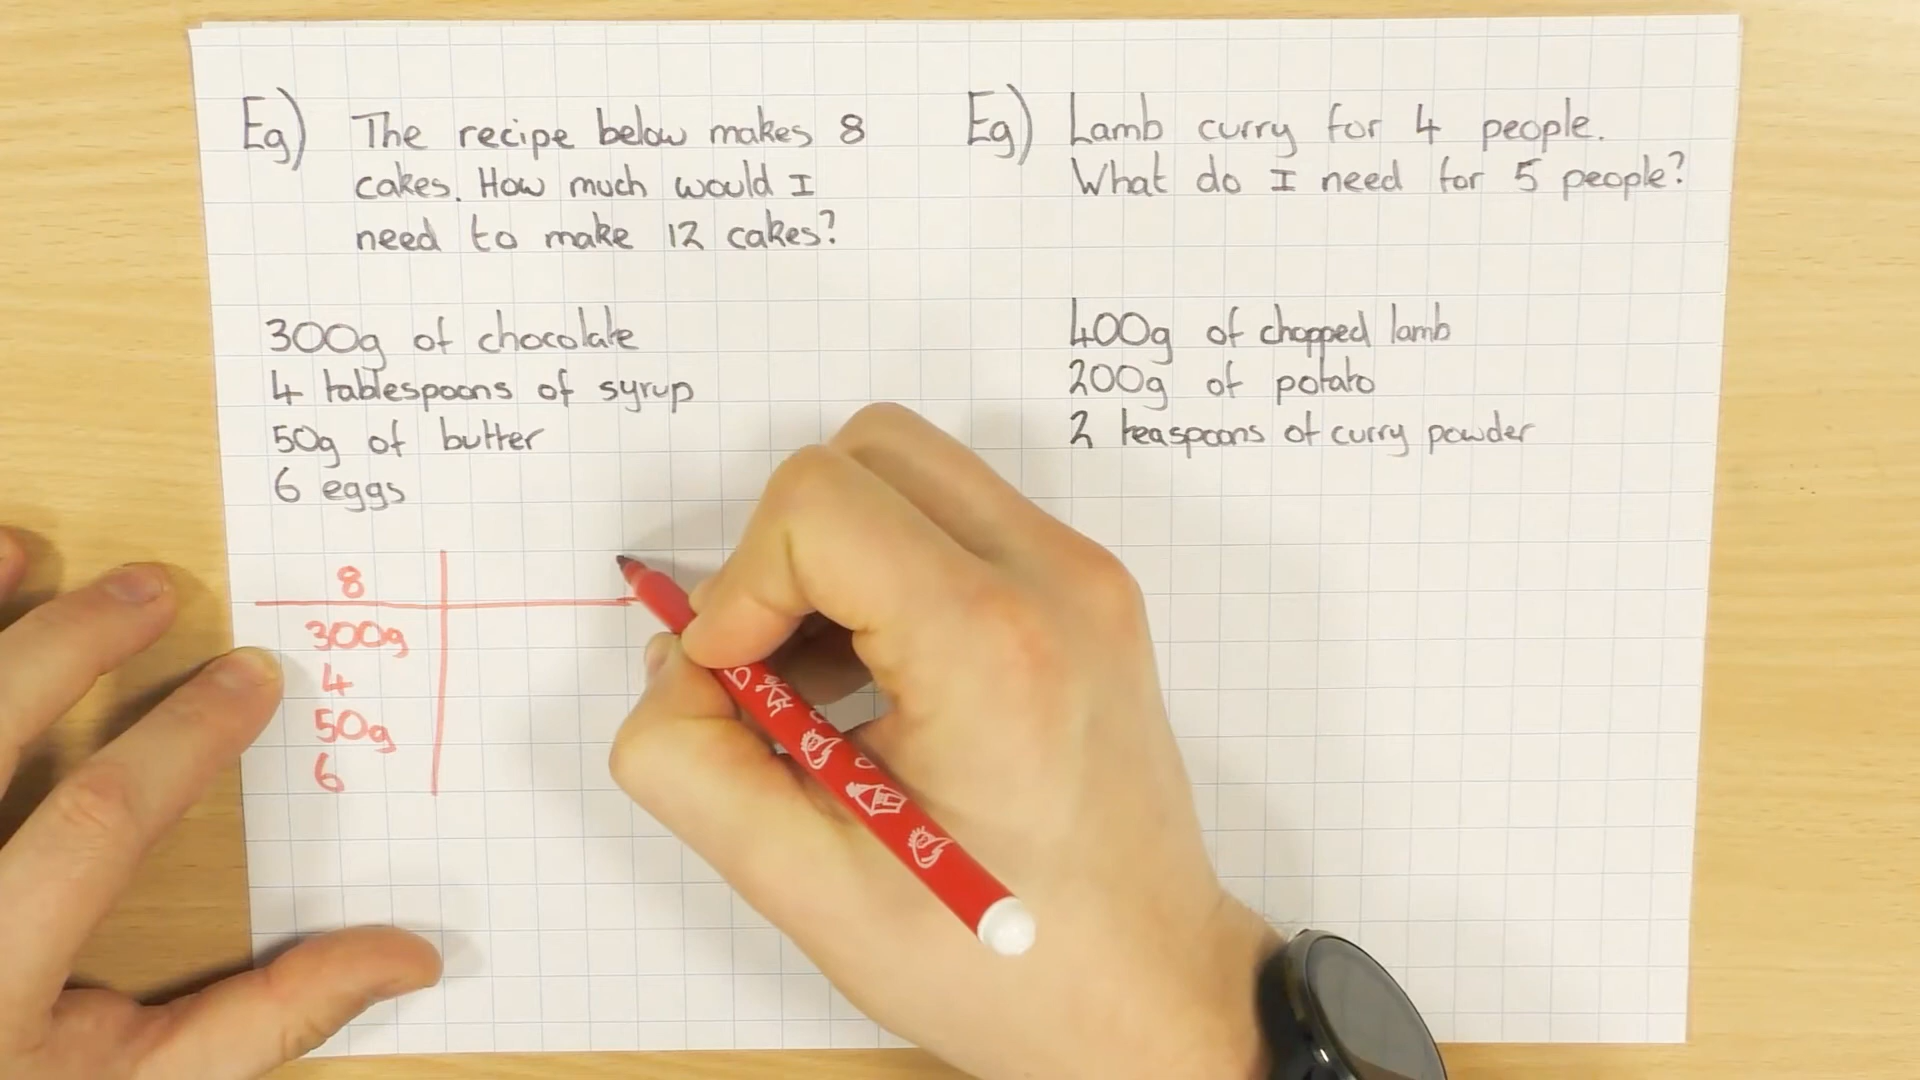 Eg) The recipe below makes 8
cakes. How much would I
need to make 12 cakes?
300g of chocolate
4 tablespoons of syrup
50g of butter
6 eggs
8
300g
4
50g
6
Eg) Lamb curry for 4 people.
What do I need for 5 people?
400g of chopped lamb
200g of potato
2 teaspoons of curry powder